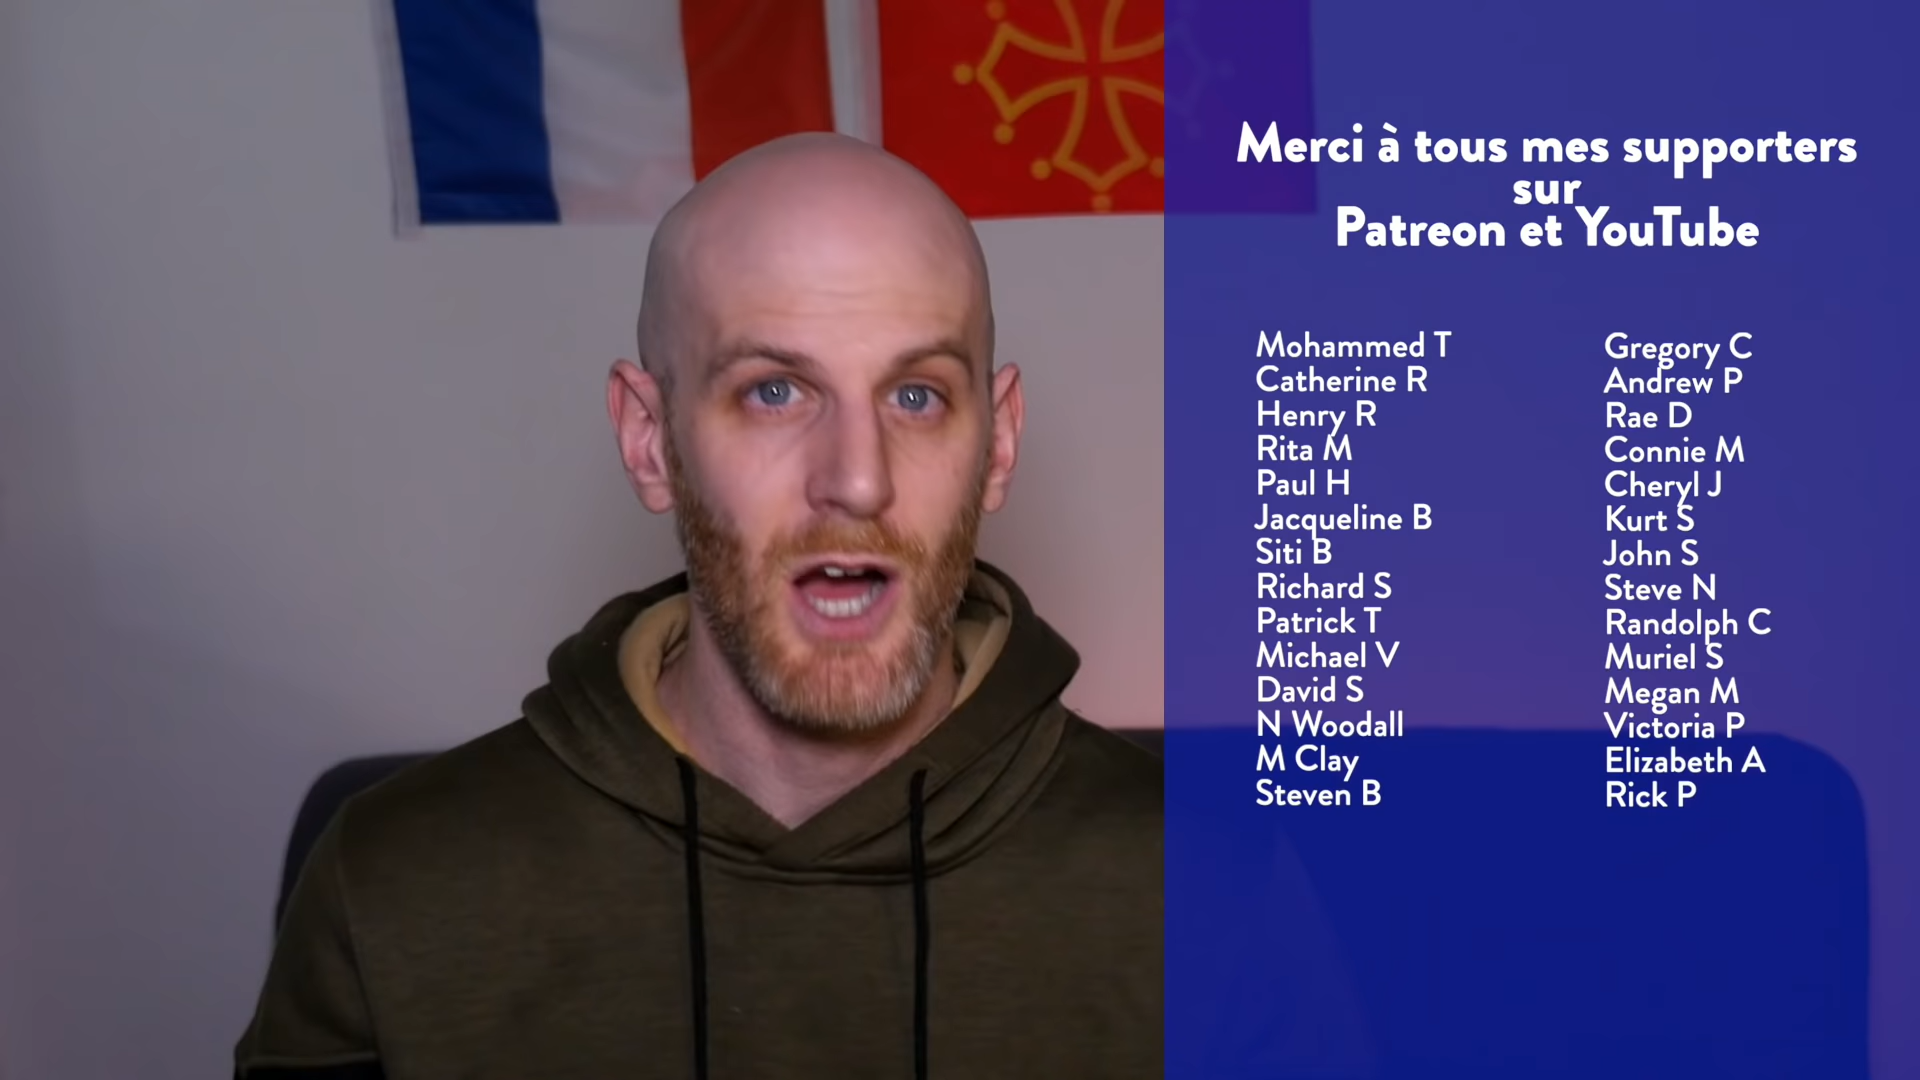 Merci à tous mes supporters
sur
Patreon et YouTube
Mohammed T
Catherine R
Henry R
Rita M
Paul H
Jacqueline B
Siti B
Richard S
Patrick T
Michael V
David S
N Woodall
M Clay
Steven B
Gregory C
Andrew P
Rae D
Connie M
Cheryl J
Kurt S
John S
Steve N
Randolph C
Muriel S
Megan M
Victoria P
Elizabeth A
Rick P